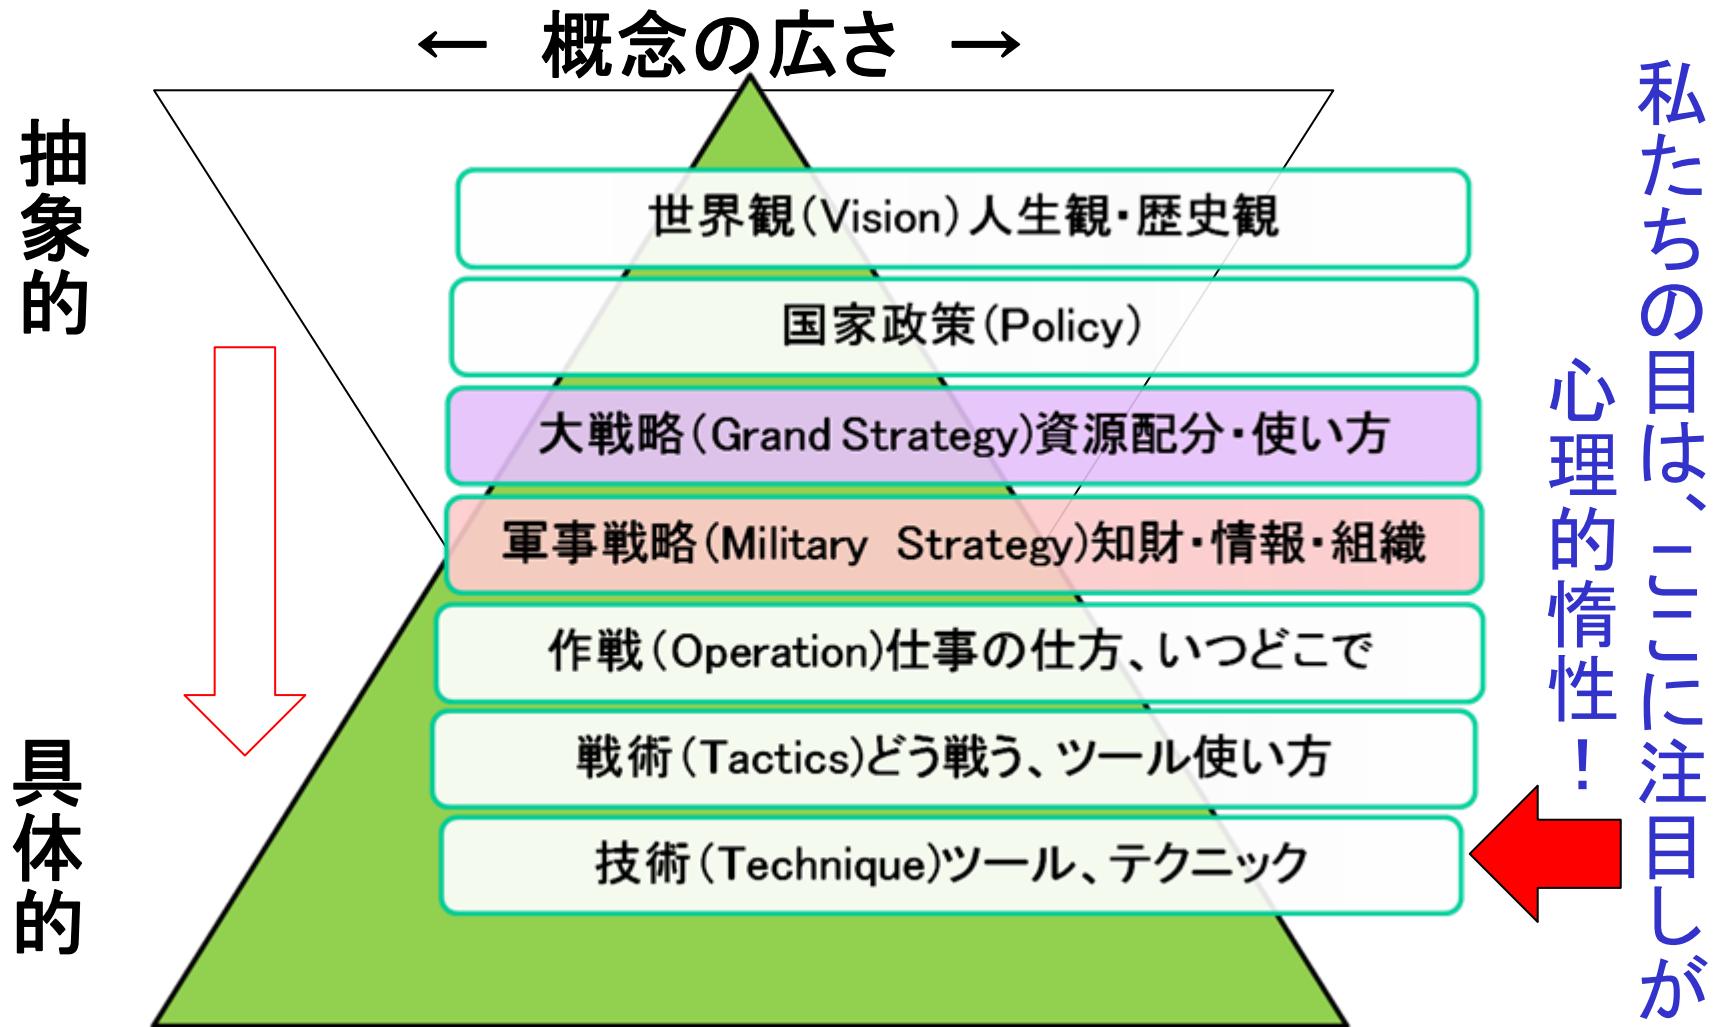 ← 概念の広さ →
抽象的
具体的
世界観(Vision)人生観・歴史観
国家政策(Policy)
大戦略(Grand Strategy)資源配分・使い方
軍事戦略(Military Strategy)知財・情報・組織
作戦(Operation)仕事の仕方、いつどこで
戦術(Tactics)どう戦う、ツール使い方
技術(Technique)ツール、テクニック
私たちの目は、ここに注目しが
心理的惰性！